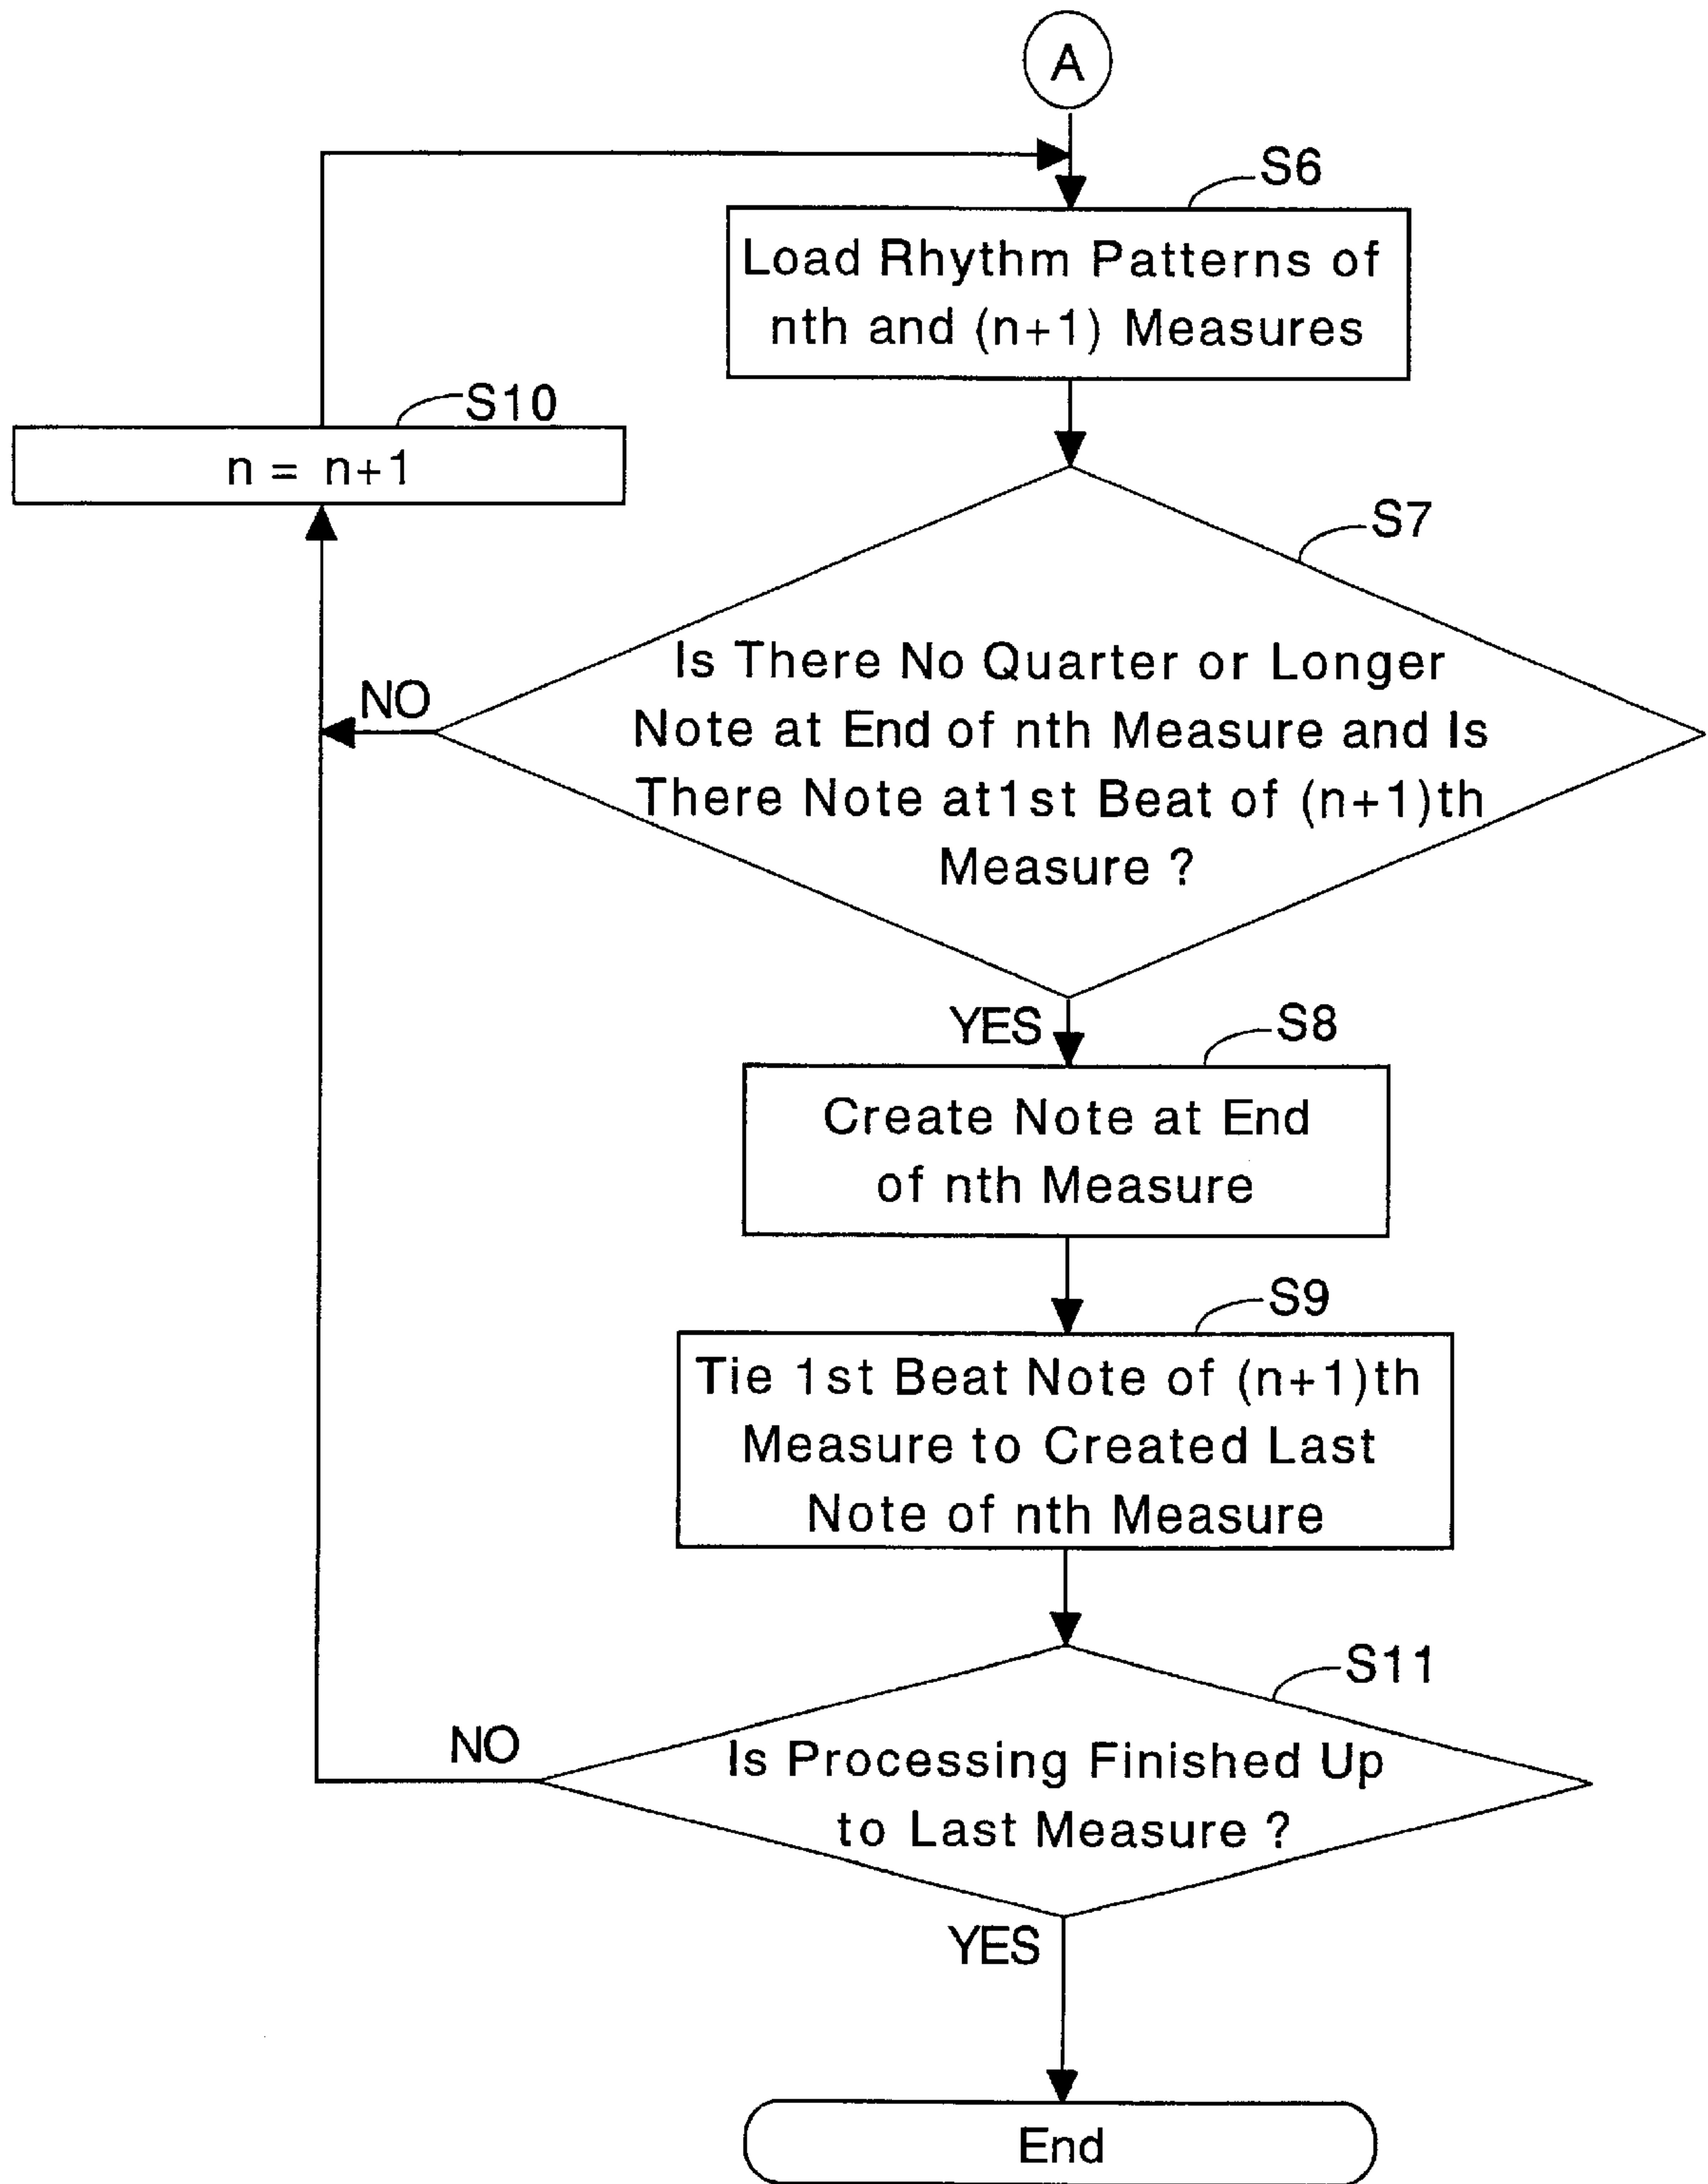 A
S6
Load Rhythm Patterns of
nth and (n+1) Measures
S10
n = n+1
S7
Is There No Quarter or Longer
Note at End of nth Measure and Is
There Note at1st Beat of (n+1)th
Measure ?
NO
YES
S8
Create Note at End
of nth Measure
S9
Tie 1st Beat Note of (n+1)th
Measure to Created Last
Note of nth Measure
S11
Is Processing Finished Up
to Last Measure ?
NO
YES
End